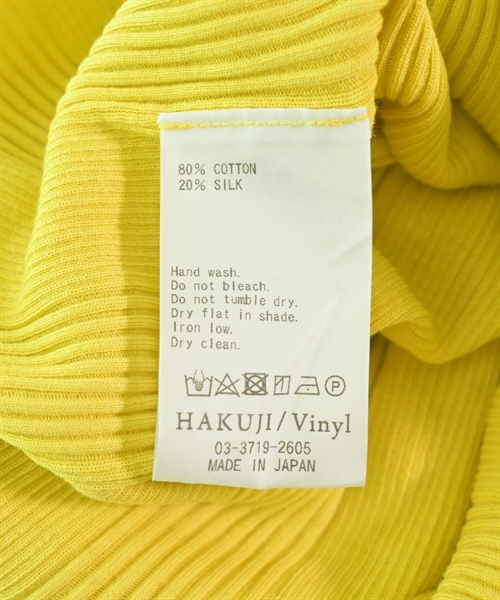 80% COTTON
20% SILK
Hand wash.
Do not bleach.
Do not tumble dry.
Dry flat in shade.
Iron low.
Dry clean.
P
HAKUJI/Vinyl
03-3719-2605
MADE IN JAPAN